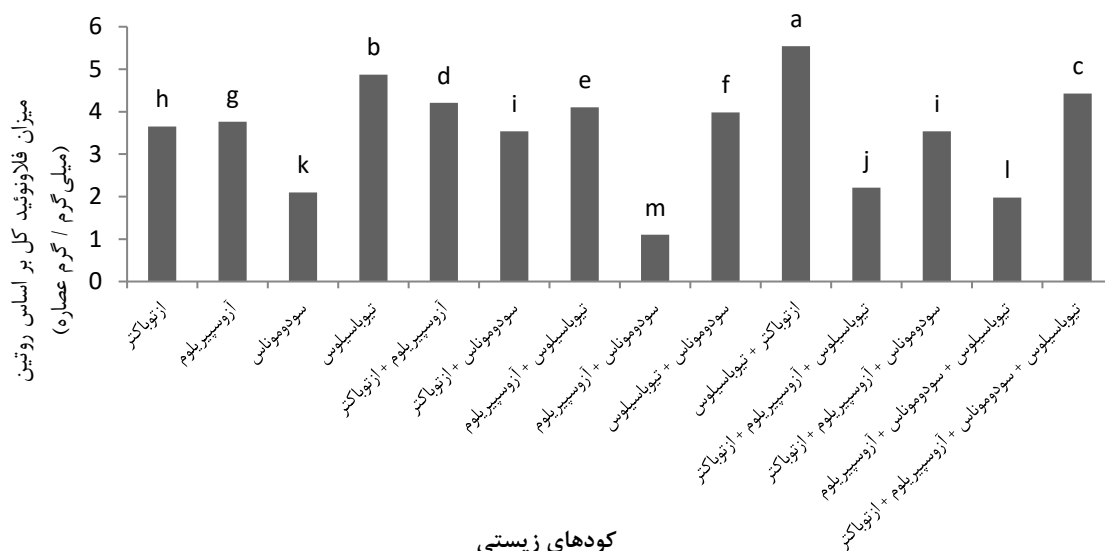 میزان فلاونوئید کل بر اساس روتین
(میلی‌گرم / گرم عصاره)
6
5
4
3
2
1
0
h
g
k
b
d
i
e
m
f
a
j
i
l
c
ازتوباکتر
آزوسپیریلوم
سودوموناس
تیوباسیلوس
آزوسپیریلوم + ازتوباکتر
سودوموناس + ازتوباکتر
تیوباسیلوس + آزوسپیریلوم
سودوموناس + آزوسپیریلوم
سودوموناس + تیوباسیلوس
ازتوباکتر + تیوباسیلوس
تیوباسیلوس + آزوسپیریلوم + ازتوباکتر
سودوموناس + آزوسپیریلوم + ازتوباکتر
تیوباسیلوس + سودوموناس + آزوسپیریلوم
تیوباسیلوس + سودوموناس + آزوسپیریلوم + ازتوباکتر
کودهای زیستی